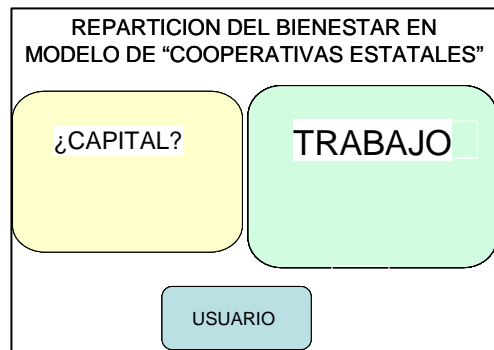 REPARTICION DEL BIENESTAR EN
MODELO DE “COOPERATIVAS ESTATALES”
¿CAPITAL?
TRABAJO
USUARIO